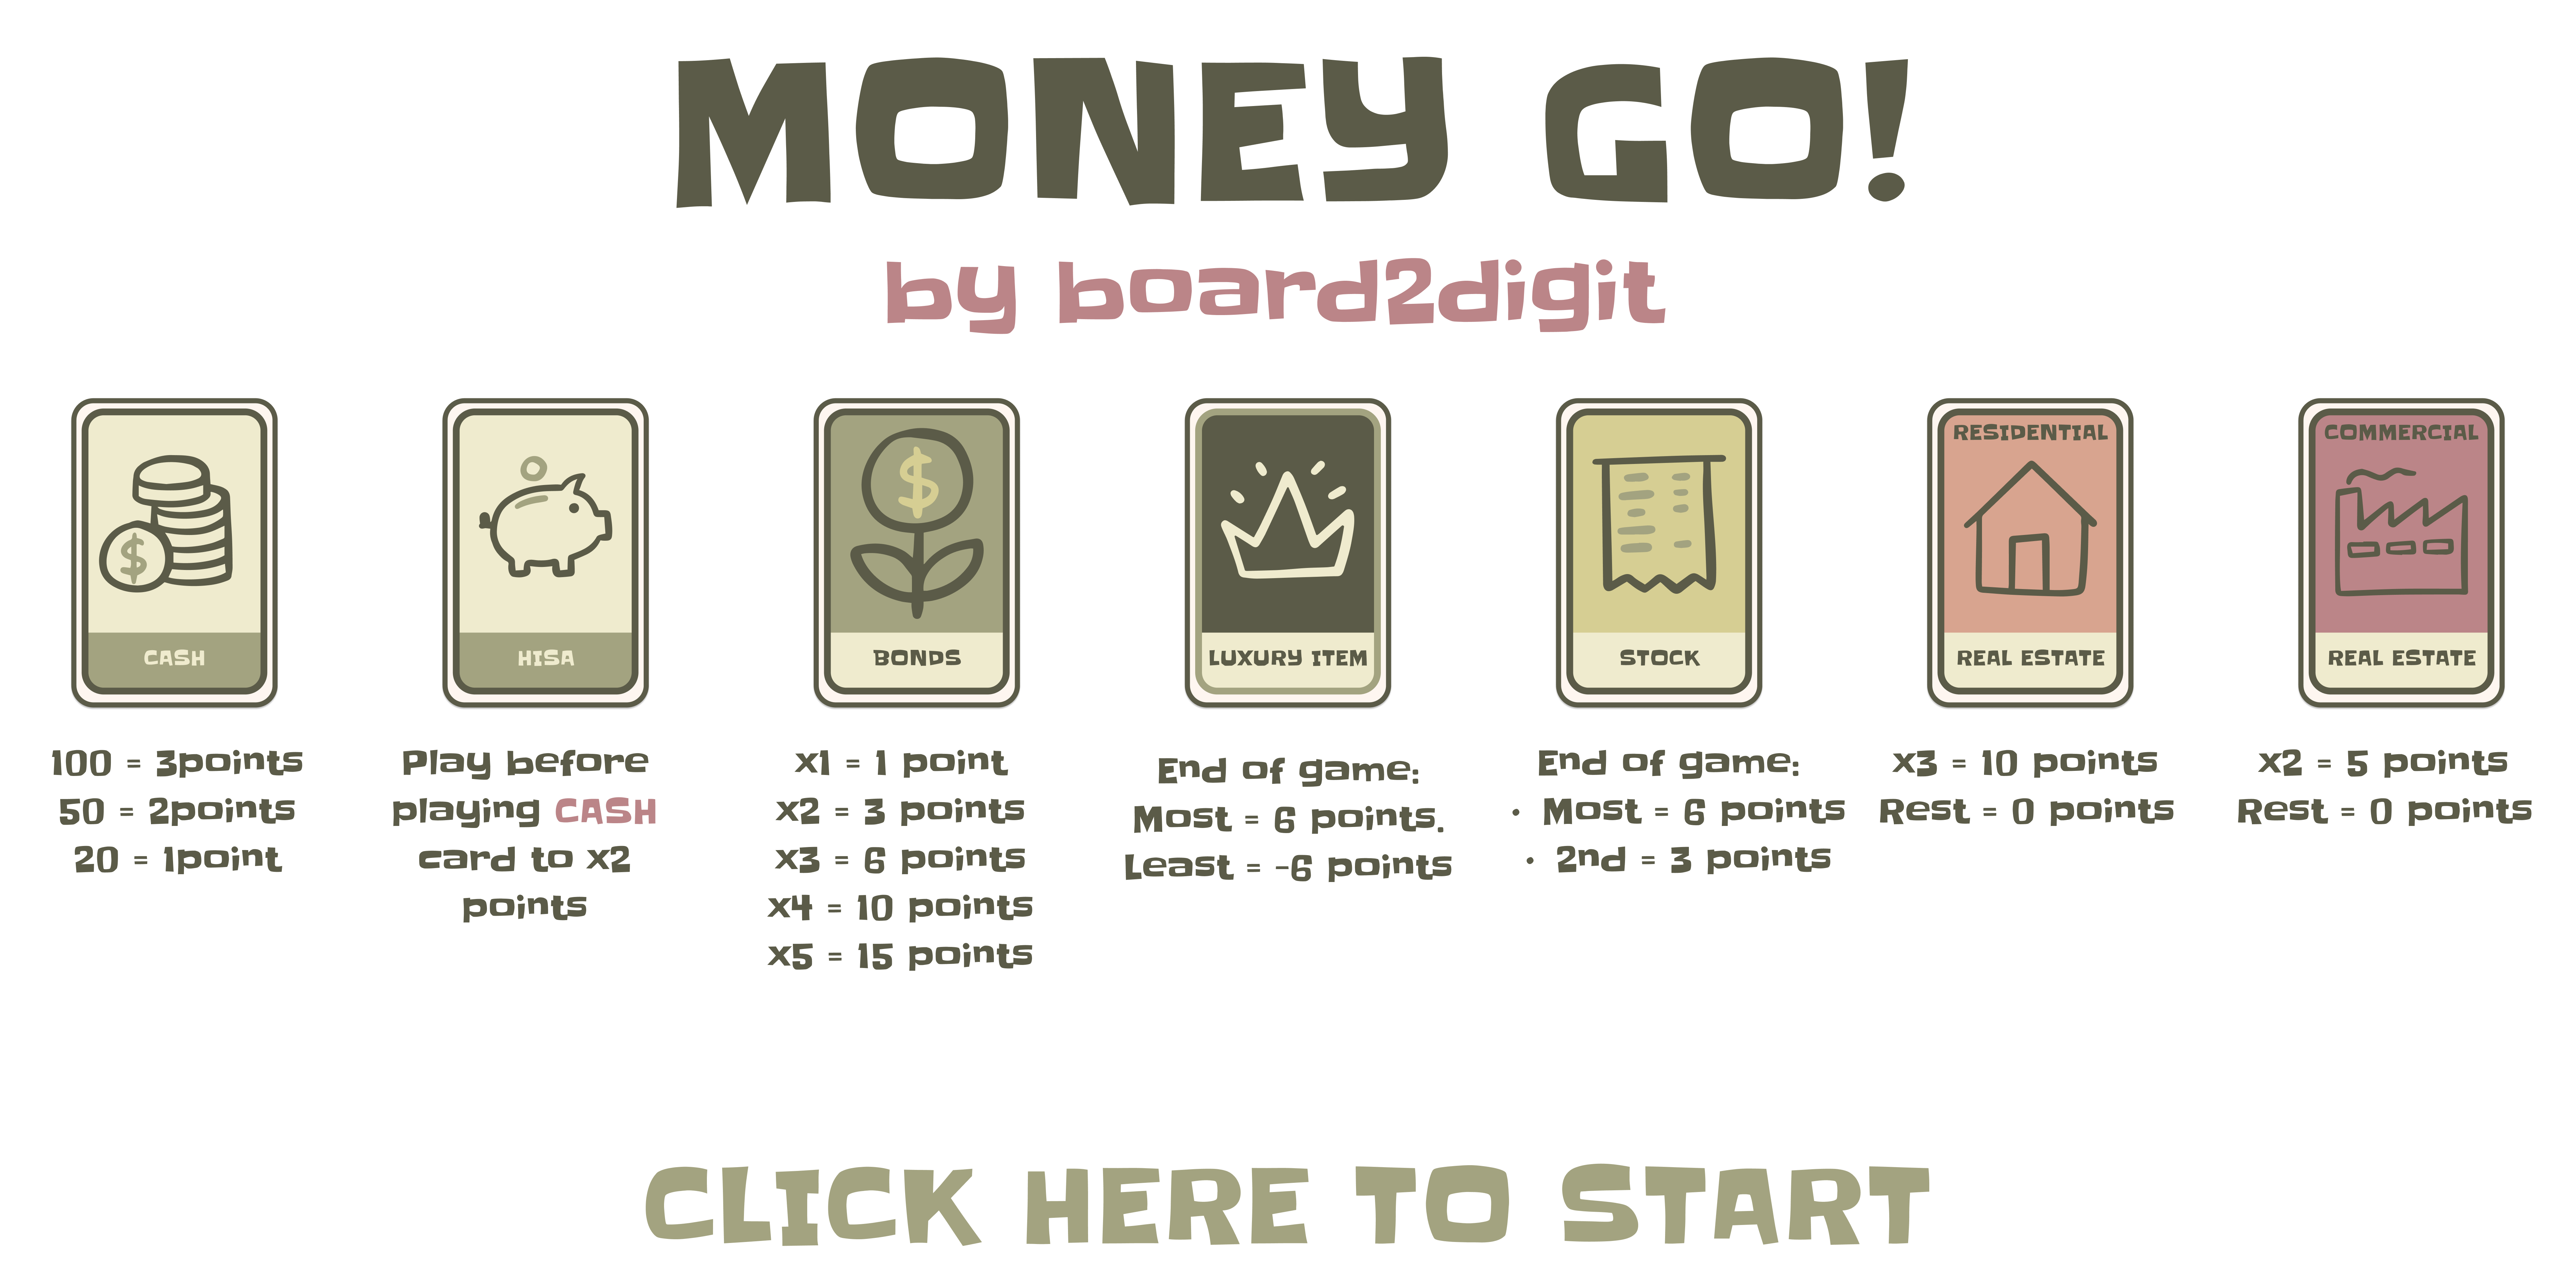 MONEY GO!
by board2digit
$
CASH
100 = 3points
50 = 2points
20 = 1point
HISA
Play before
playing CASH
card to x2
points
$
BONDS
x1 = 1 point
x2 = 3 points
x3 = 6 points
x4 = 10 points
x5 = 15 points
LUXURY ITEM
End of game:
Most = 6 points.
Least = -6 points
STOCK
End of game:
• Most = 6 points
• 2nd = 3 points
RESIDENTIAL
REAL ESTATE
x3 = 10 points
Rest = 0 points
COMMERCIAL
REAL ESTATE
x2 = 5 points
Rest = 0 points
CLICK HERE TO START